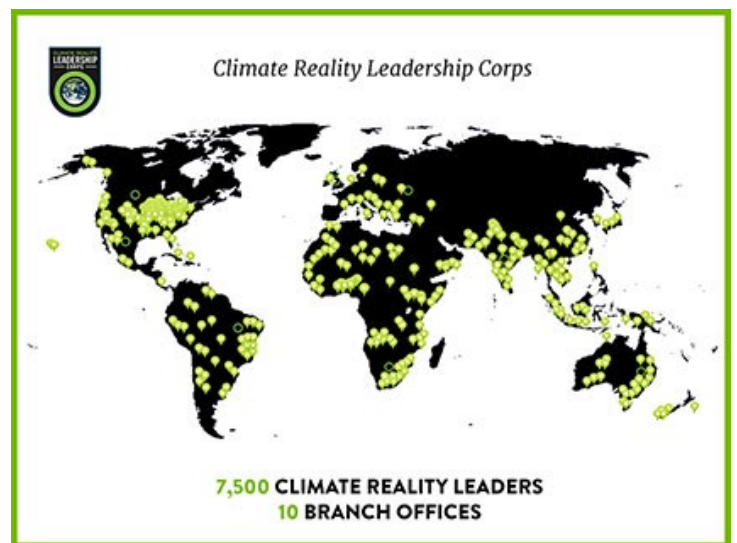 CLIMATE REALITY
LEADERSHIP
CORPS
Climate Reality Leadership Corps
7,500 CLIMATE REALITY LEADERS
10 BRANCH OFFICES